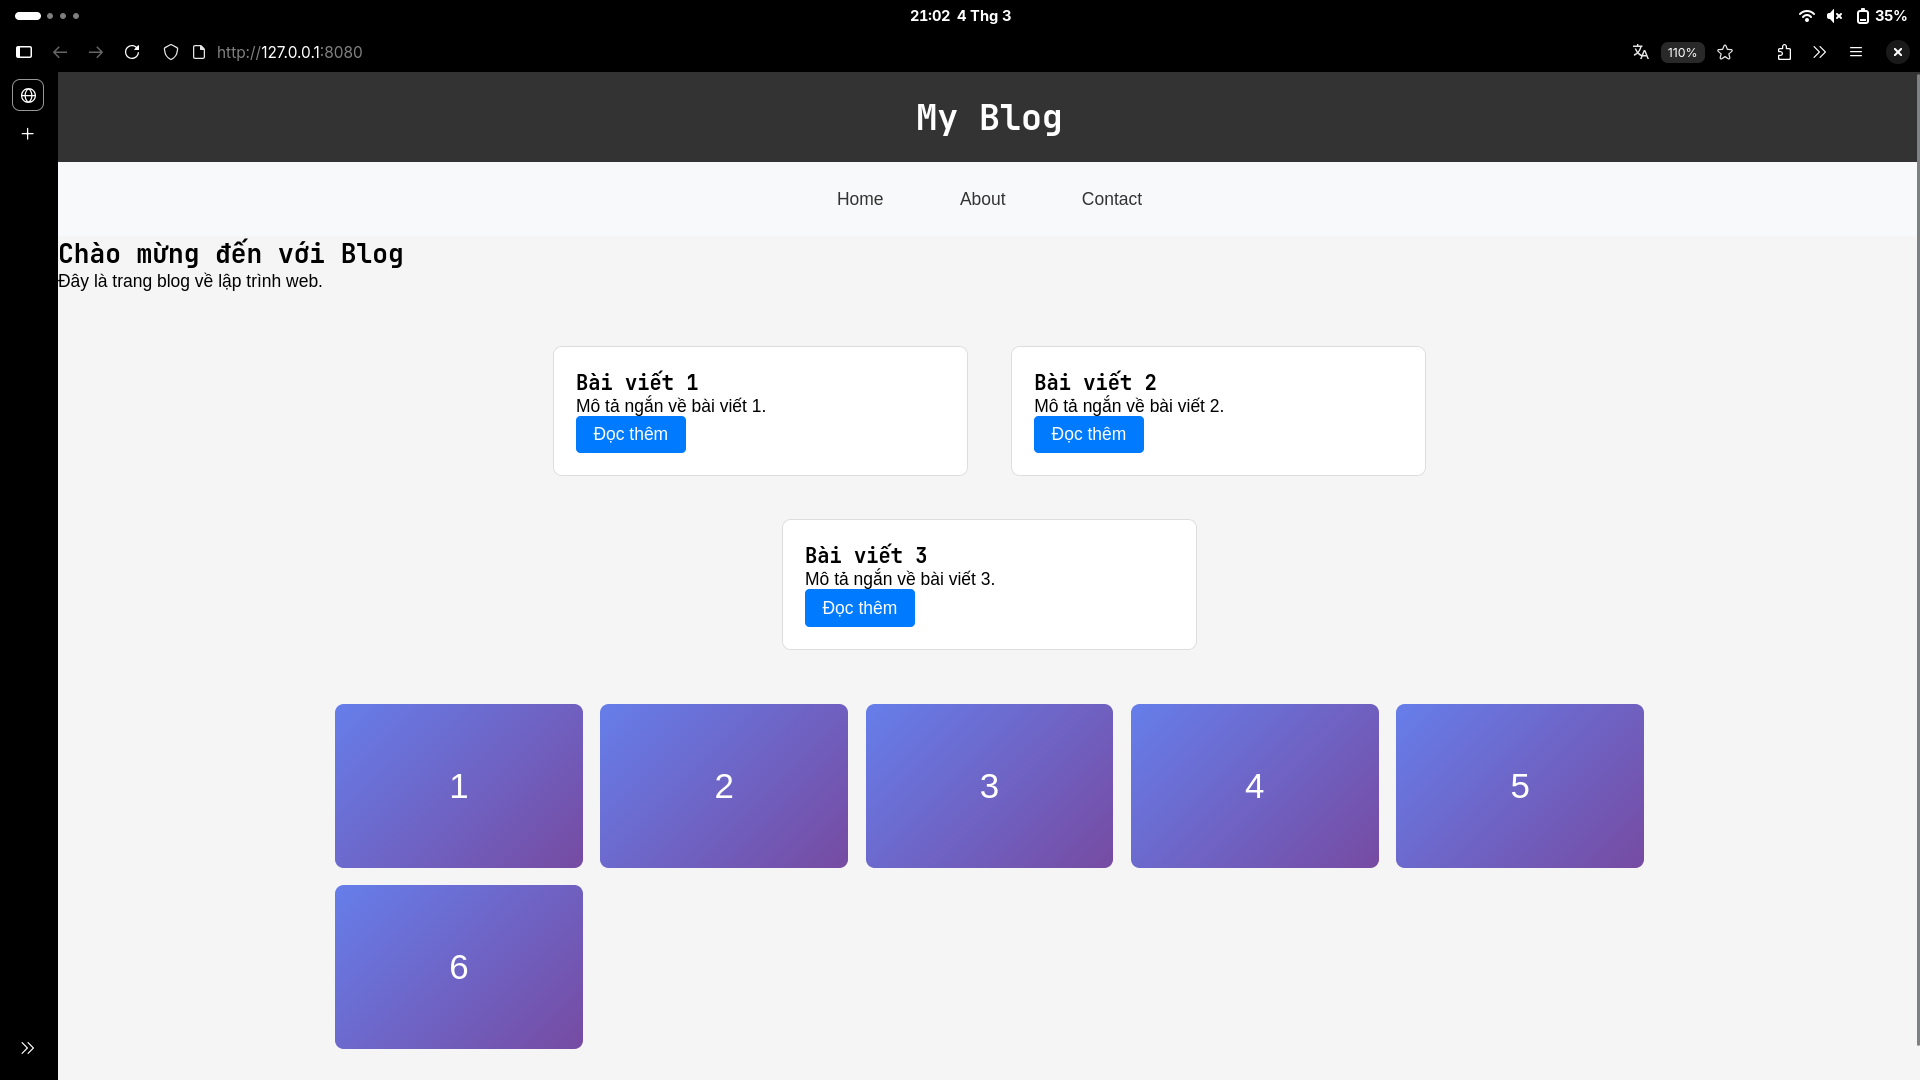 21:02 4 Thg 3
35%
http://127.0.0.1:8080
110%
My Blog
Home About Contact
Chào mừng đến với Blog
Đây là trang blog về lập trình web.
Bài viết 1
Mô tả ngắn về bài viết 1.
Đọc thêm
Bài viết 2
Mô tả ngắn về bài viết 2.
Đọc thêm
Bài viết 3
Mô tả ngắn về bài viết 3.
Đọc thêm
1 2 3 4 5
6